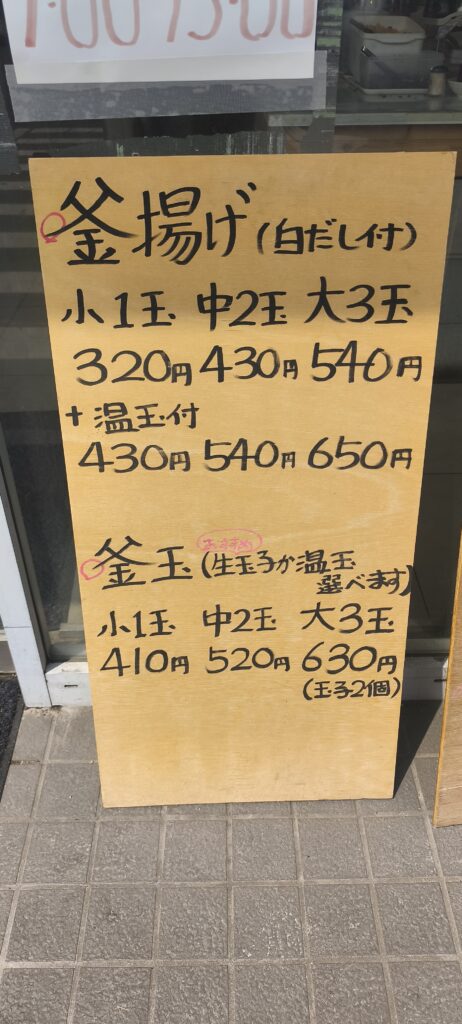 釜揚げ(白だし付)
小1玉 中2玉 大3玉
320円 430円 540円
+温玉付
430円 540円 650円
おすすめ
釜玉(生玉子か温玉
選べます)
小1玉 中2玉 大3玉
410円 520円 630円
(玉子2個)